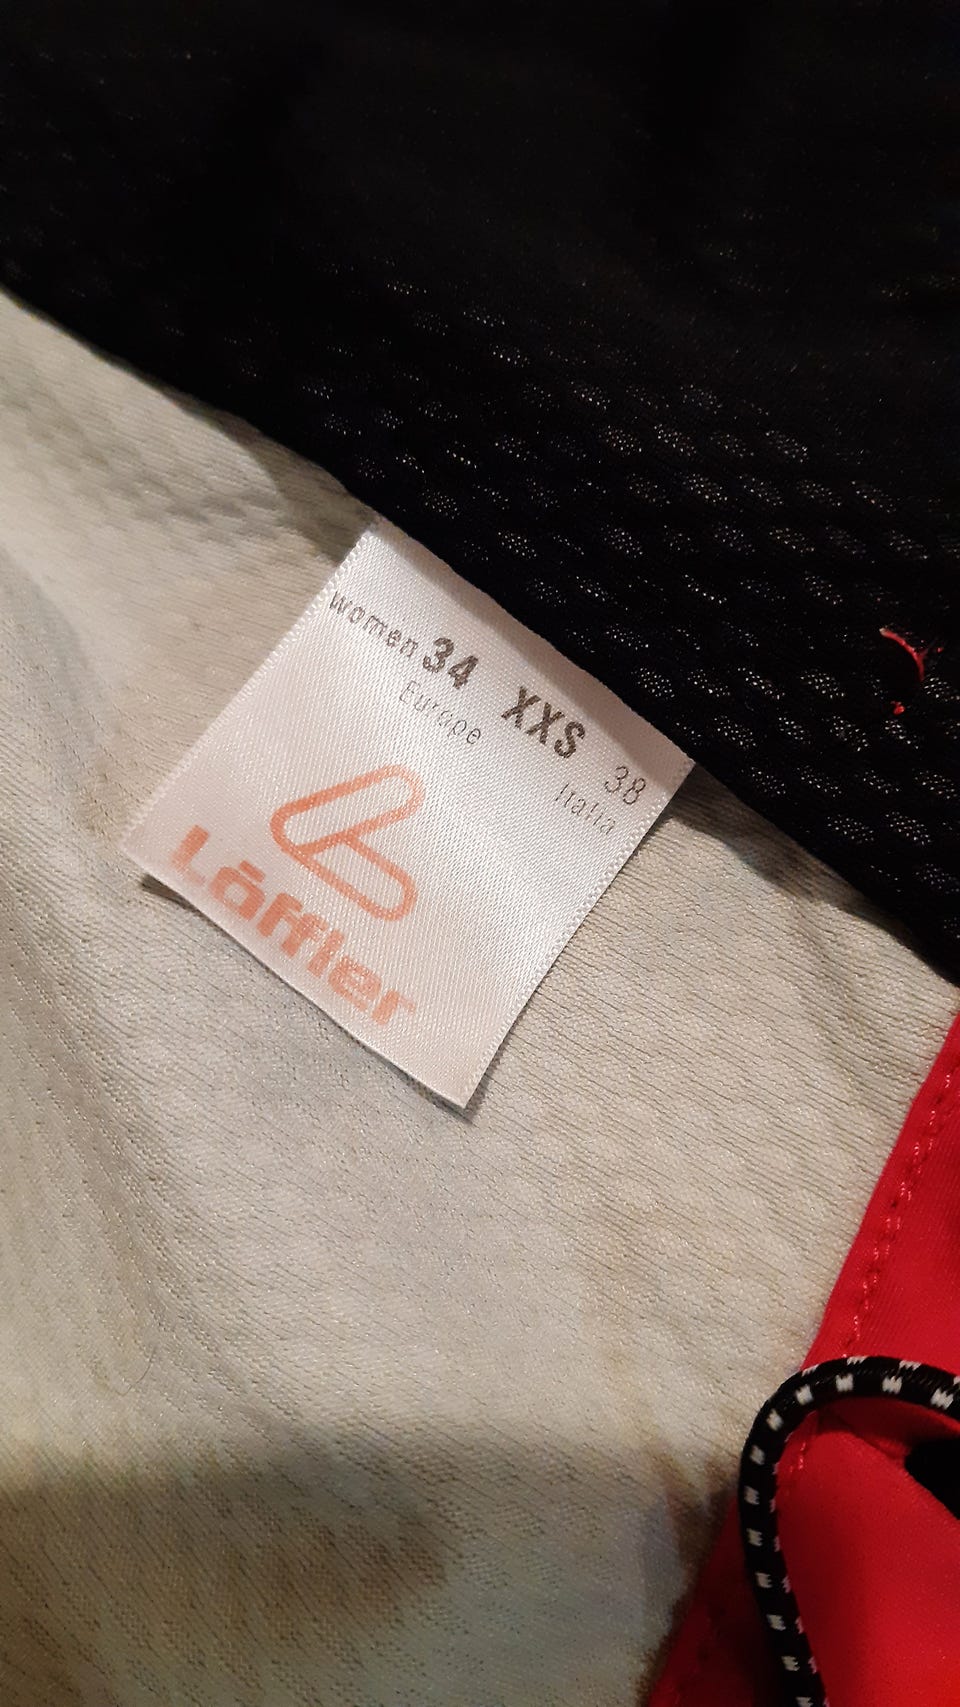 women 34 XXS 38
Europe Italia
Löffler